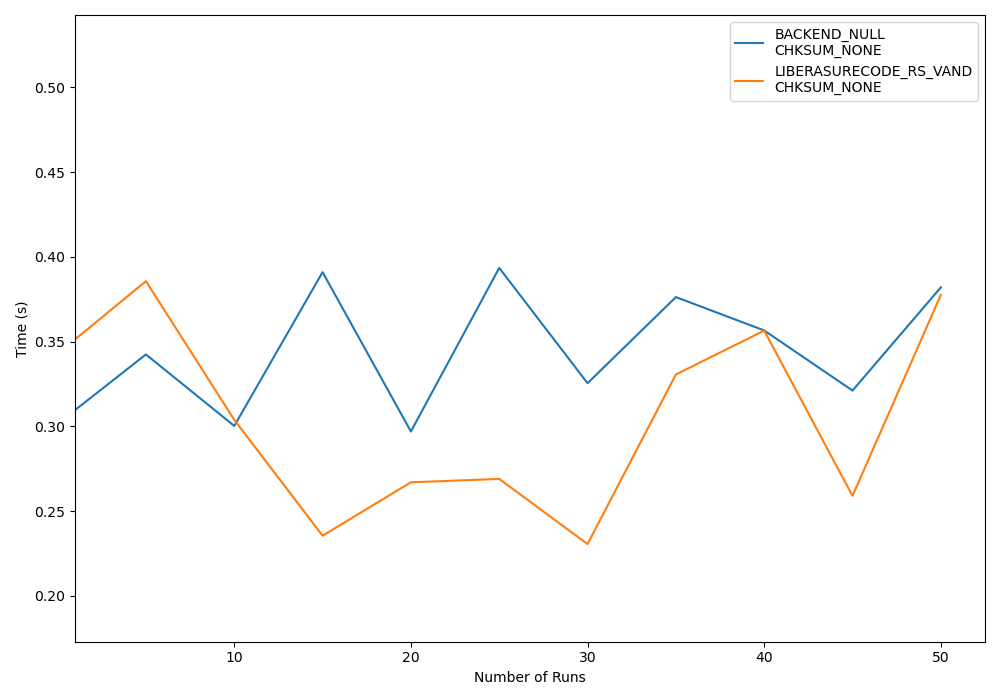 BACKEND_NULL
CHKSUM_NONE
LIBERASURECODE_RS_VAND
CHKSUM_NONE
0.50
0.45
0.40
0.35
0.30
0.25
0.20
Time (s)
10 20 30 40 50
Number of Runs